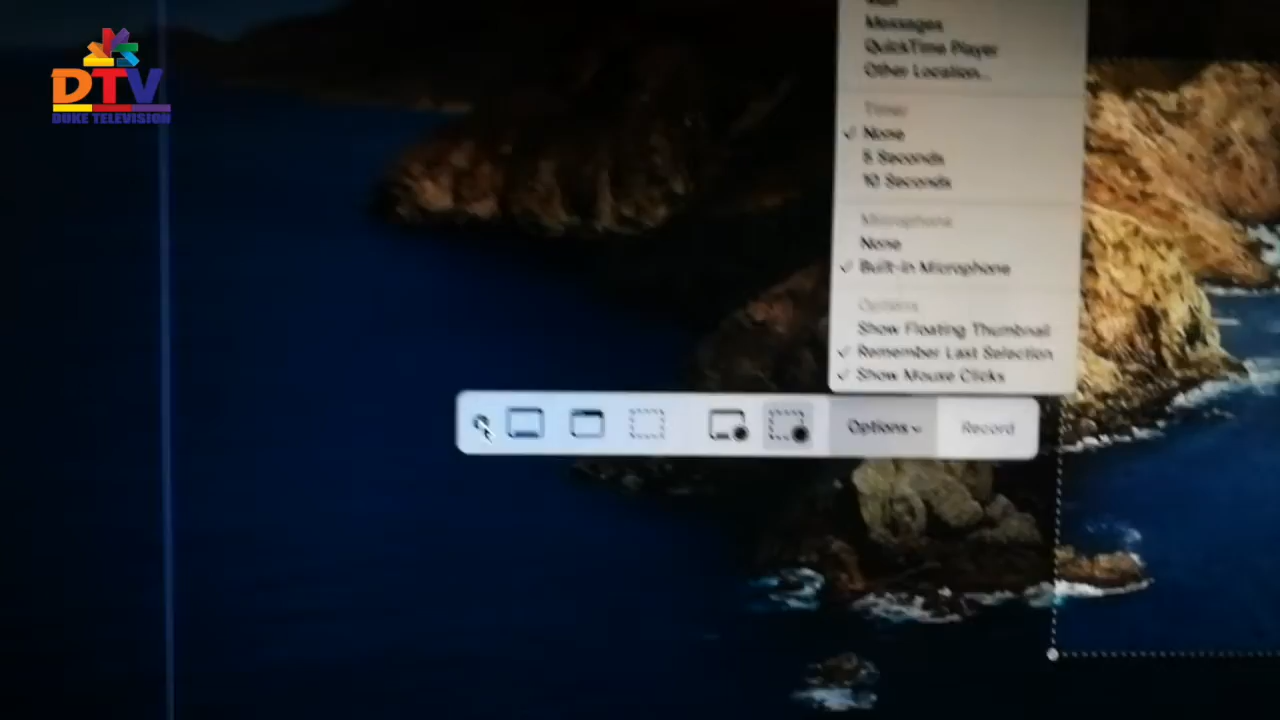 DTV
DUKE TELEVISION
Messages
QuickTime Player
Other Location...
Timer
None
5 Seconds
10 Seconds
Microphone
None
Built-in Microphone
Options
Show Floating Thumbnail
Remember Last Selection
Show Mouse Clicks
Options
Record